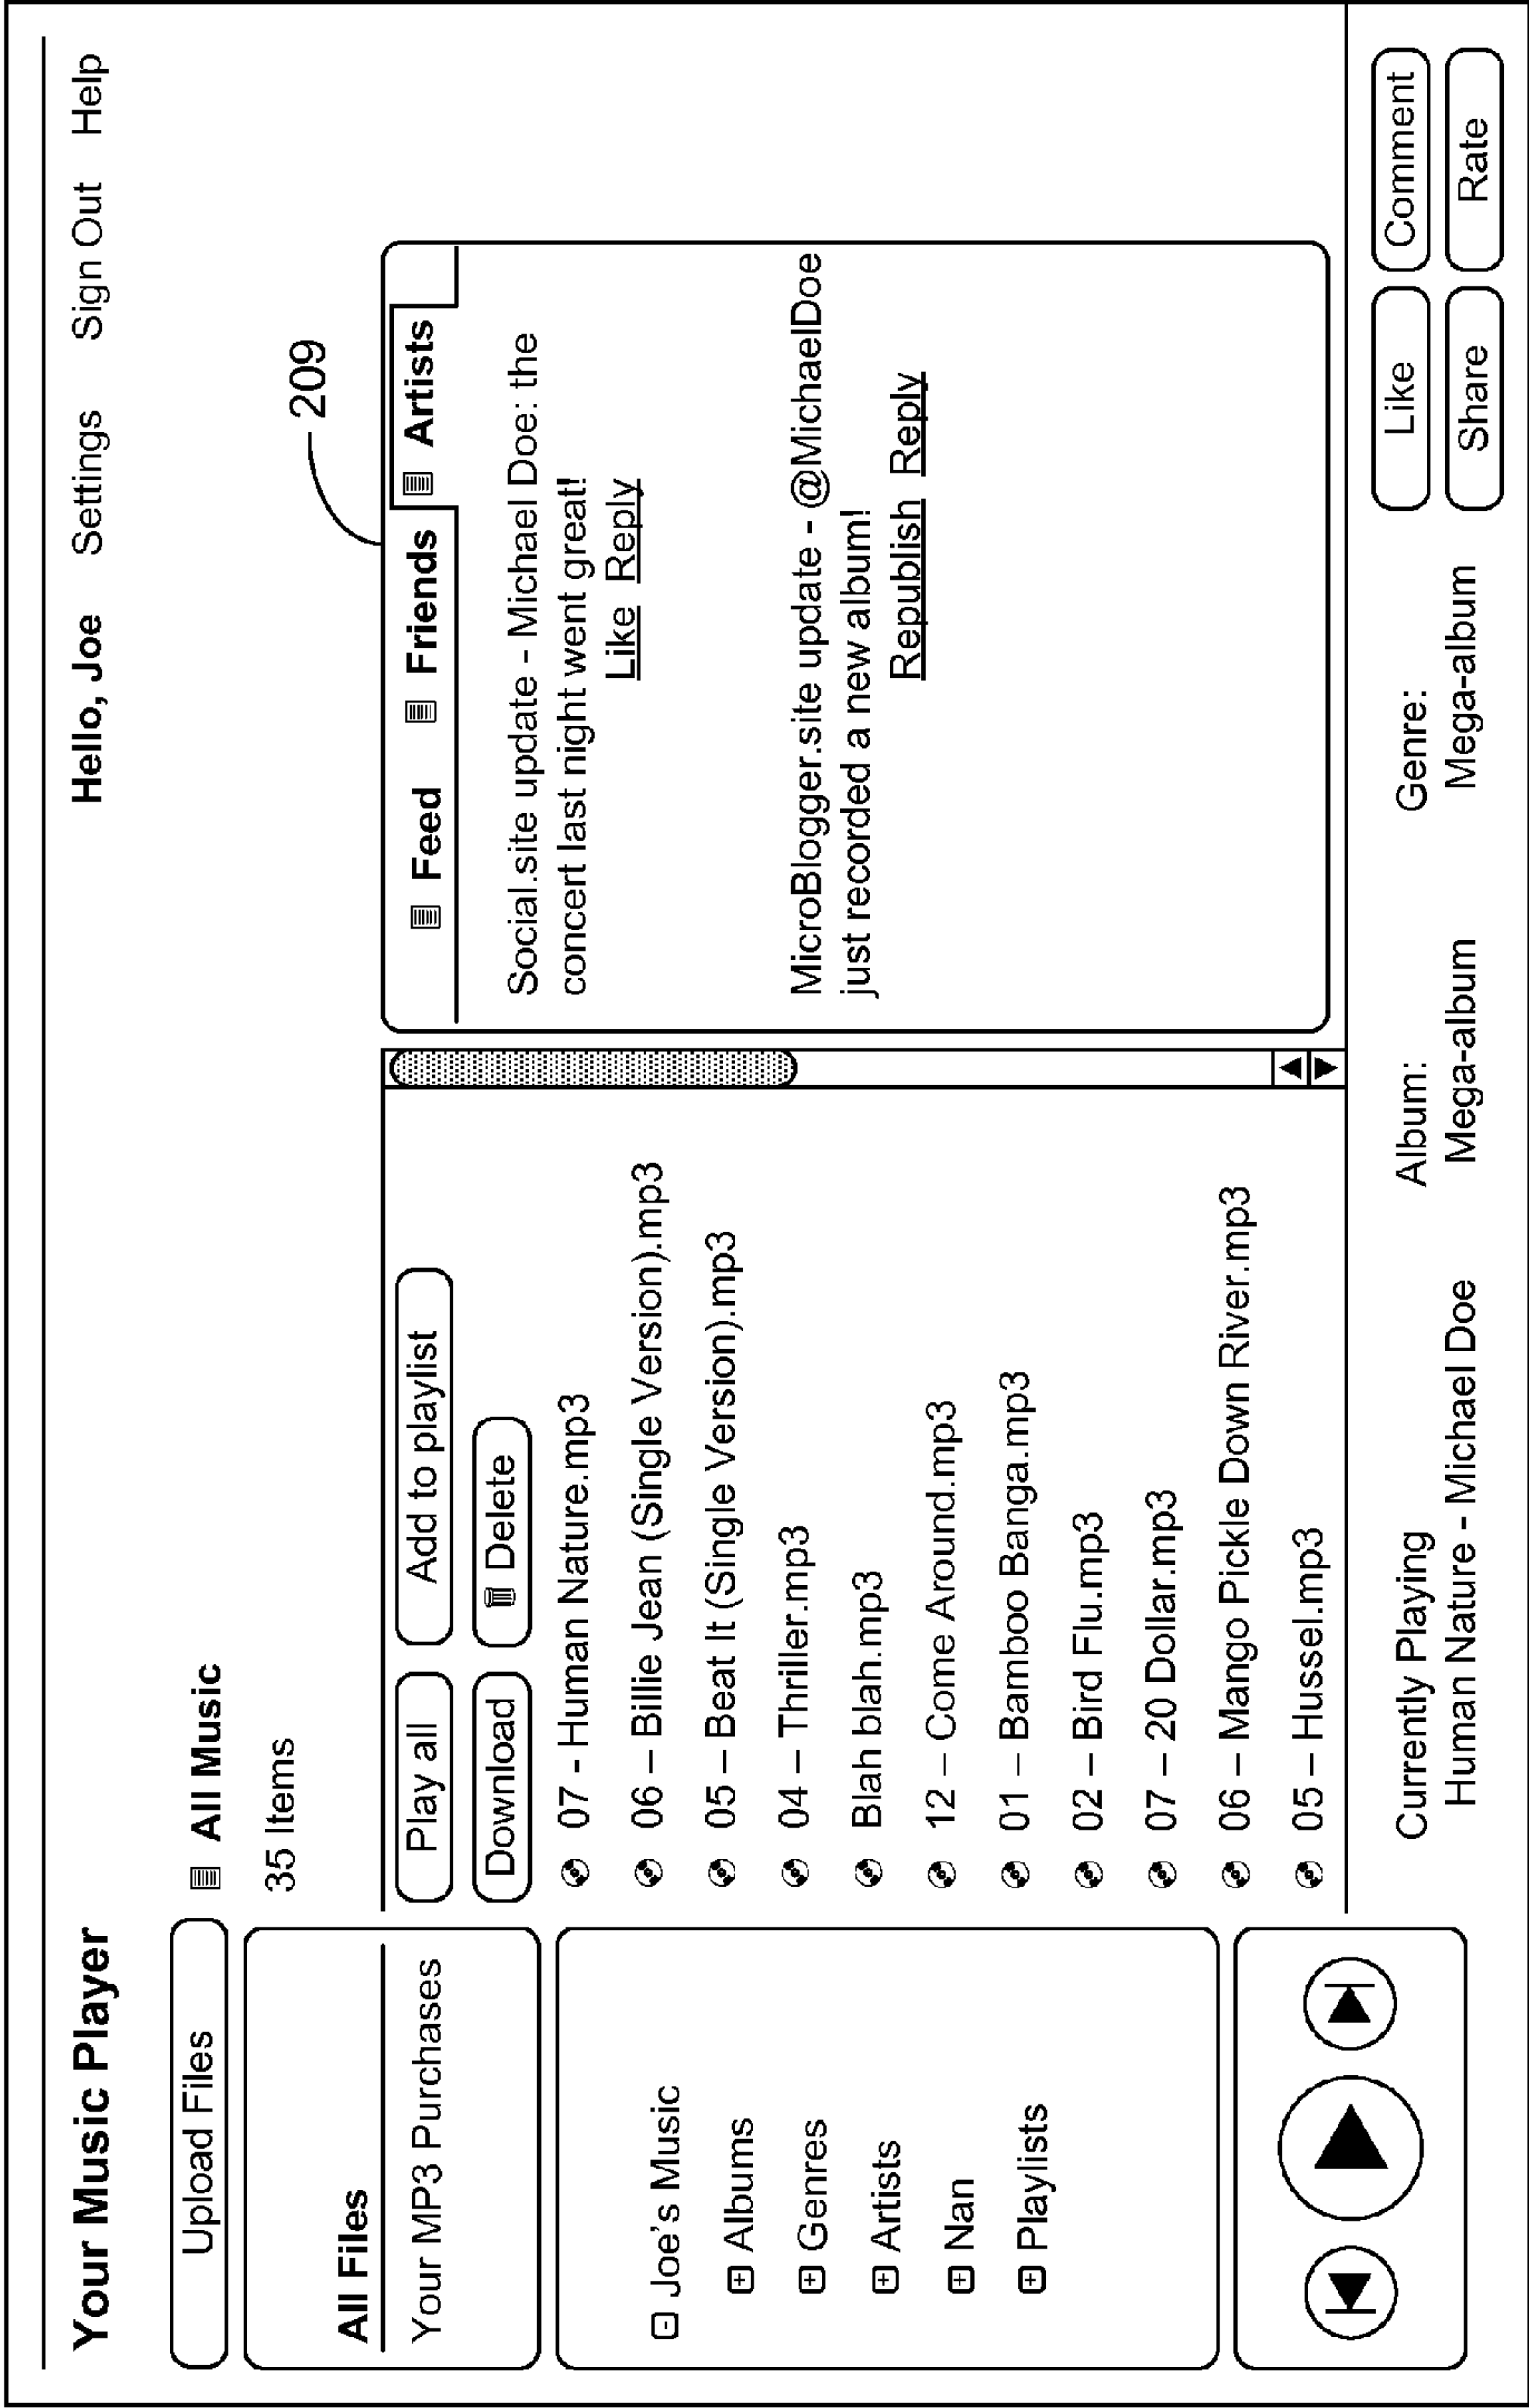 Your Music Player
Hello, Joe Settings Sign Out Help
Upload Files
All Music
35 Items
All Files
Your MP3 Purchases
Joe's Music
Albums
Genres
Artists
Nan
Playlists
Play all Add to playlist
Download Delete
07 - Human Nature.mp3
06 – Billie Jean (Single Version).mp3
05 – Beat It (Single Version).mp3
04 – Thriller.mp3
Blah blah.mp3
12 – Come Around.mp3
01 – Bamboo Banga.mp3
02 – Bird Flu.mp3
07 – 20 Dollar.mp3
06 – Mango Pickle Down River.mp3
05 – Hussel.mp3
209
Feed Friends Artists
Social.site update - Michael Doe: the
concert last night went great!
Like Reply
MicroBlogger.site update - @MichaelDoe
just recorded a new album!
Republish Reply
Currently Playing
Human Nature - Michael Doe
Album:
Mega-album
Genre:
Mega-album
Like Comment
Share Rate